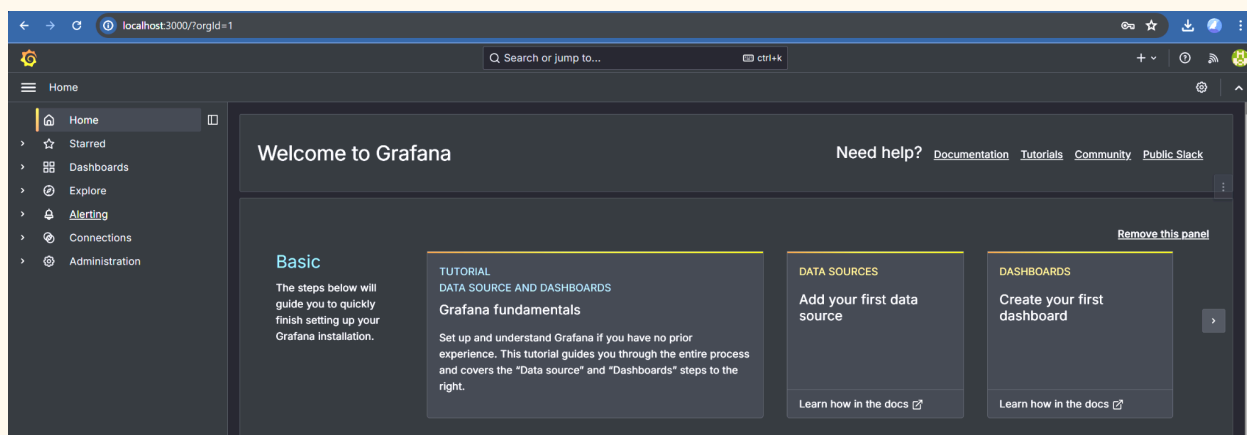 localhost:3000/?orgId=1
Search or jump to...
ctrl+k
Home
Home
Starred
Dashboards
Explore
Alerting
Connections
Administration
Welcome to Grafana
Need help?
Documentation
Tutorials
Community
Public Slack
Remove this panel
Basic
The steps below will
guide you to quickly
finish setting up your
Grafana installation.
TUTORIAL
DATA SOURCE AND DASHBOARDS
Grafana fundamentals
Set up and understand Grafana if you have no prior
experience. This tutorial guides you through the entire process
and covers the “Data source” and “Dashboards” steps to the
right.
DATA SOURCES
Add your first data
source
Learn how in the docs
DASHBOARDS
Create your first
dashboard
Learn how in the docs